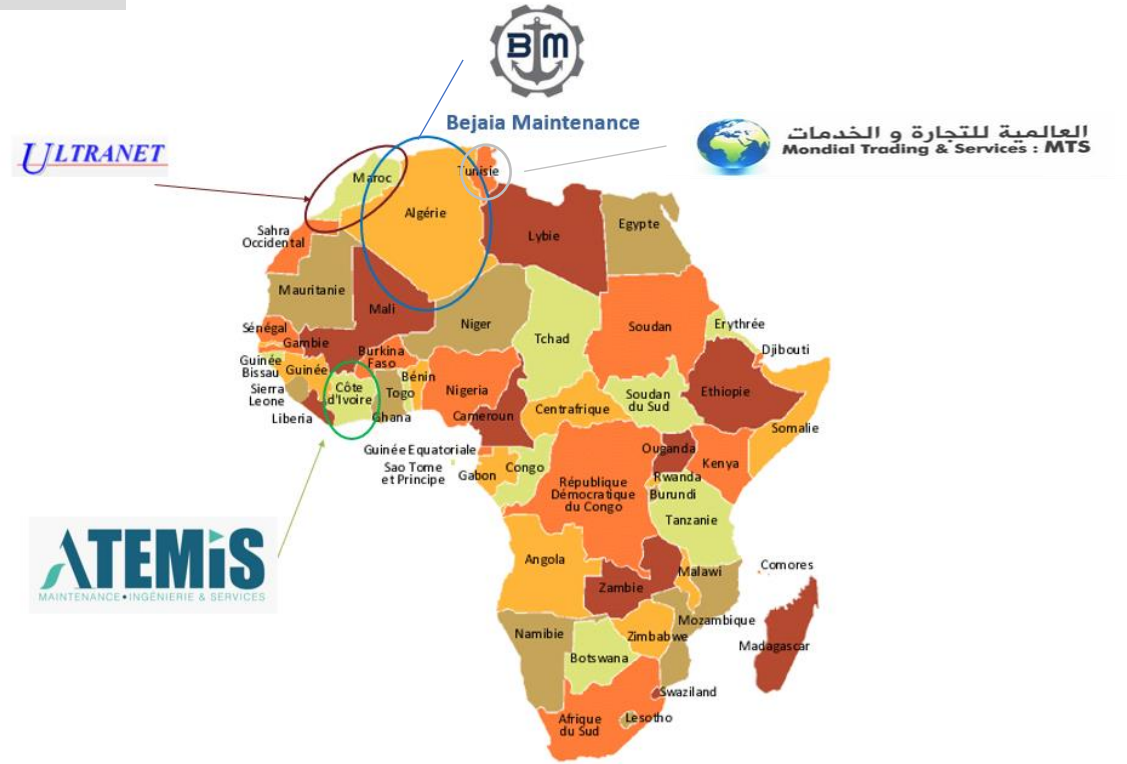 BM
Bejaia Maintenance
ULTRANET
العالمية للتجارة و الخدمات
Mondial Trading & Services : MTS
Maroc
Tunisie
Algérie
Lybie
Egypte
Sahra
Occidental
Mauritanie
Mali
Niger
Tchad
Soudan
Erythrée
Djibouti
Sénégal
Gambie
Guinée
Bissau
Guinée
Sierra
Leone
Liberia
Côte
d'Ivoire
Burkina
Faso
Ghana
Togo
Bénin
Nigeria
Cameroun
Centrafrique
Soudan
du Sud
Ethiopie
Somalie
Guinée Equatoriale
Sao Tome
et Principe
Gabon
Congo
République
Démocratique
du Congo
Ouganda
Kenya
Rwanda
Burundi
Tanzanie
ATEMiS
MAINTENANCE•INGÉNIERIE & SERVICES
Angola
Zambie
Malawi
Comores
Mozambique
Madagascar
Namibie
Zimbabwe
Botswana
Swaziland
Lesotho
Afrique
du Sud